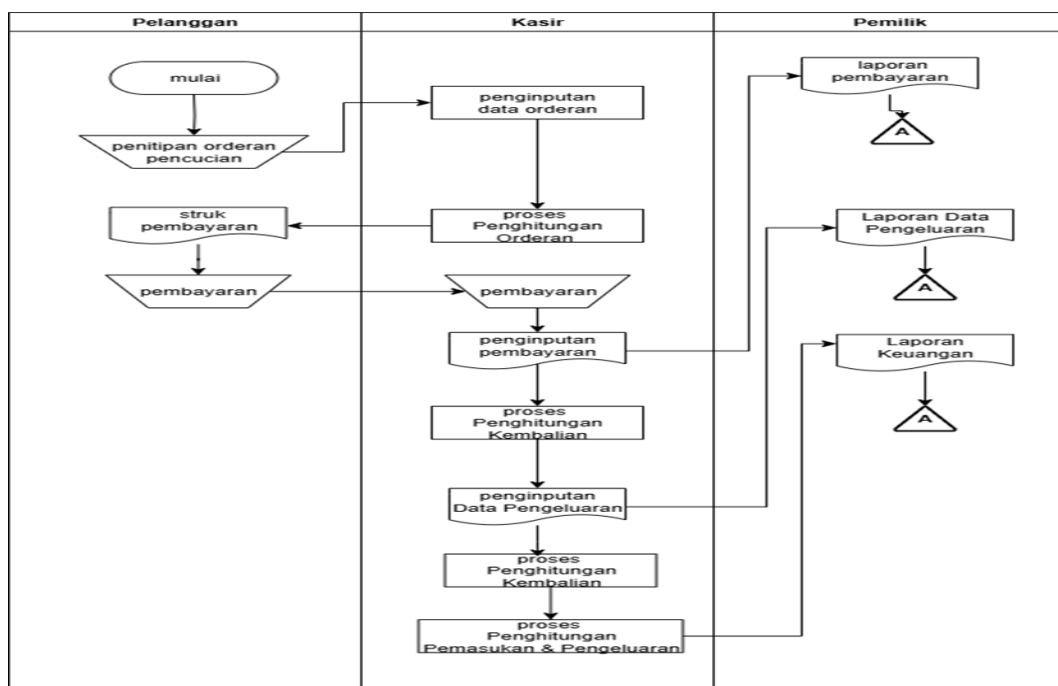 Pelanggan
Kasir
Pemilik
mulai
penitipan orderan
pencucian
struk
pembayaran
pembayaran
penginputan
data orderan
proses
Penghitungan
Orderan
pembayaran
penginputan
pembayaran
proses
Penghitungan
Kembalian
penginputan
Data Pengeluaran
proses
Penghitungan
Kembalian
proses
Penghitungan
Pemasukan & Pengeluaran
laporan
pembayaran
A
Laporan Data
Pengeluaran
A
Laporan
Keuangan
A